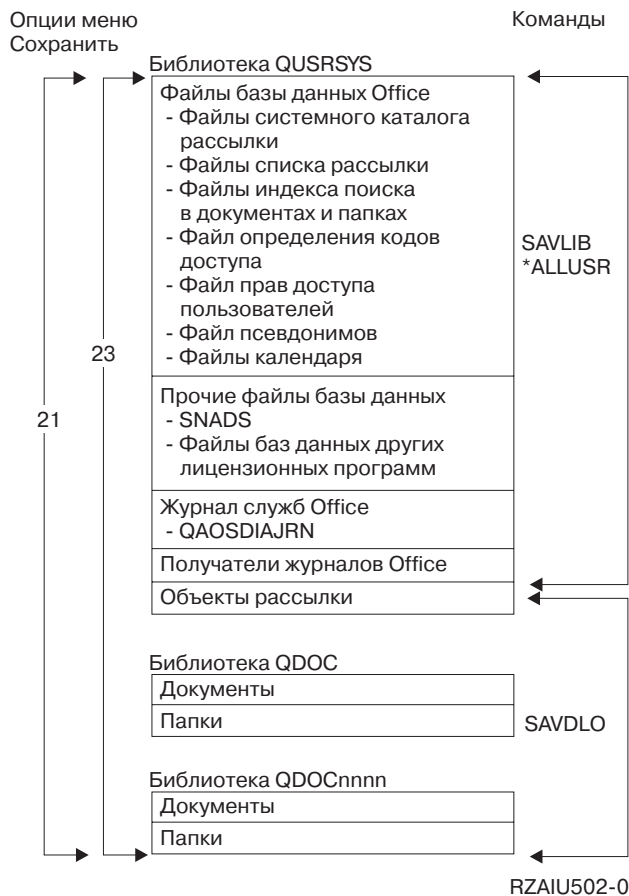 Опции меню
Сохранить
Команды
Библиотека QUSRSYS
Файлы базы данных Office
- Файлы системного каталога
рассылки
- Файлы списка рассылки
- Файлы индекса поиска
в документах и папках
- Файл определения кодов
доступа
- Файл прав доступа
пользователей
- Файл псевдонимов
- Файлы календаря
SAVLIB
*ALLUSR
23
21
Прочие файлы базы данных
- SNADS
- Файлы баз данных других
лицензионных программ
Журнал служб Office
- QAOSDIAJRN
Получатели журналов Office
Объекты рассылки
Библиотека QDOC
Документы
Папки
SAVDLO
Библиотека QDOCnnnn
Документы
Папки
RZAIU502-0